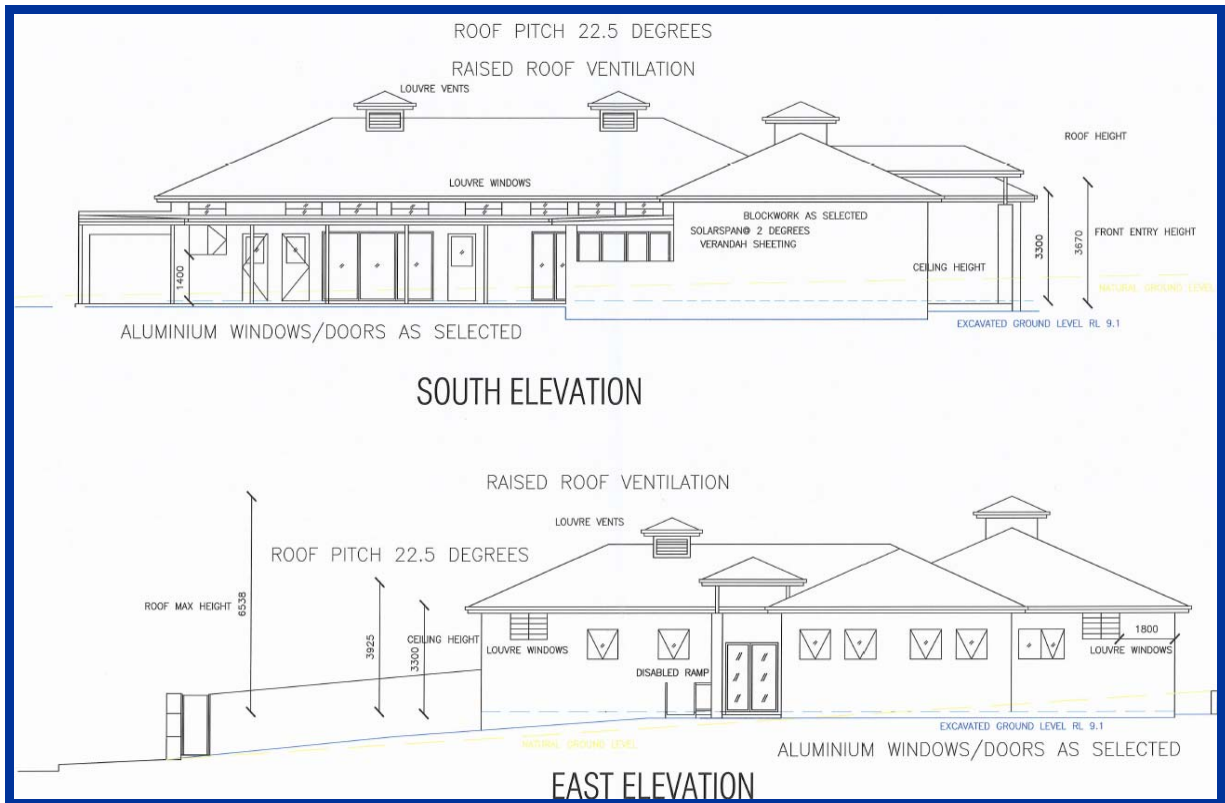 ROOF PITCH 22.5 DEGREES
RAISED ROOF VENTILATION
LOUVRE VENTS
ROOF HEIGHT
LOUVRE WINDOWS
BLOCKWORK AS SELECTED
SOLARSPAN@ 2 DEGREES
VERANDAH SHEETING
FRONT ENTRY HEIGHT
3300
3670
1400
CEILING HEIGHT
NATURAL GROUND LEVEL
EXCAVATED GROUND LEVEL RL 9.1
ALUMINIUM WINDOWS/DOORS AS SELECTED
SOUTH ELEVATION
RAISED ROOF VENTILATION
LOUVRE VENTS
ROOF PITCH 22.5 DEGREES
ROOF MAX HEIGHT
6538
3925
CEILING HEIGHT
3300
LOUVRE WINDOWS
1800
LOUVRE WINDOWS
DISABLED RAMP
EXCAVATED GROUND LEVEL RL 9.1
NATURAL GROUND LEVEL
ALUMINIUM WINDOWS/DOORS AS SELECTED
EAST ELEVATION